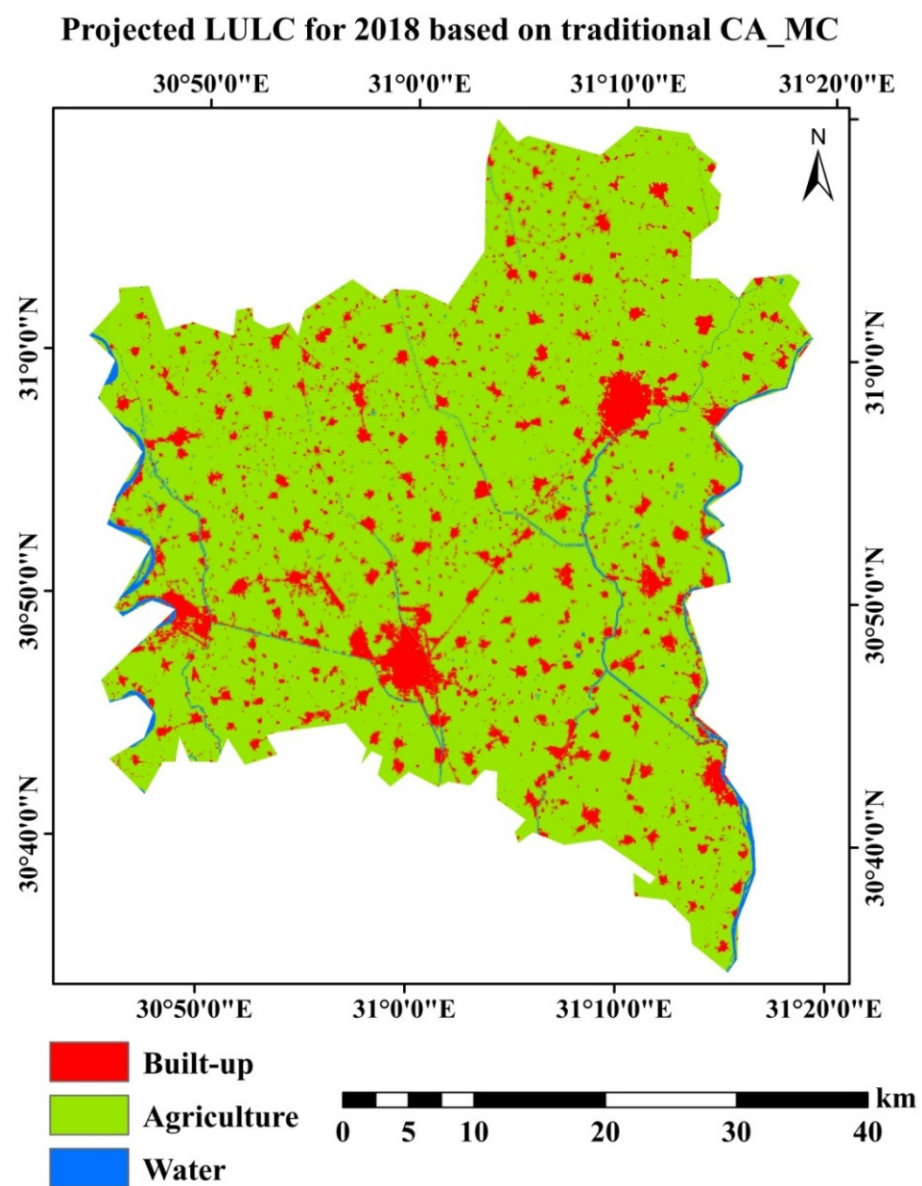 Projected LULC for 2018 based on traditional CA_MC
30°50'0"E 31°0'0"E 31°10'0"E 31°20'0"E
N
31°0'0"N 31°0'0"N
30°50'0"N 30°50'0"N
30°40'0"N 30°40'0"N
30°50'0"E 31°0'0"E 31°10'0"E 31°20'0"E
Built-up
Agriculture
Water
km
0 5 10 20 30 40